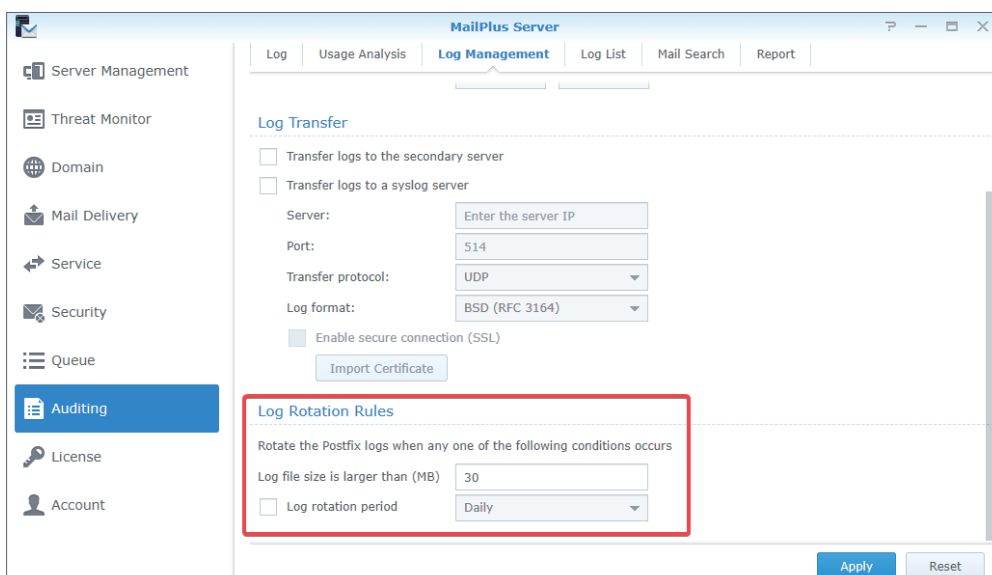 MailPlus Server
Log Usage Analysis Log Management Log List Mail Search Report
Server Management
Threat Monitor
Domain
Mail Delivery
Service
Security
Queue
Auditing
License
Account
Log Transfer
Transfer logs to the secondary server
Transfer logs to a syslog server
Server: Enter the server IP
Port: 514
Transfer protocol: UDP
Log format: BSD (RFC 3164)
Enable secure connection (SSL)
Import Certificate
Log Rotation Rules
Rotate the Postfix logs when any one of the following conditions occurs
Log file size is larger than (MB) 30
Log rotation period Daily
Apply Reset